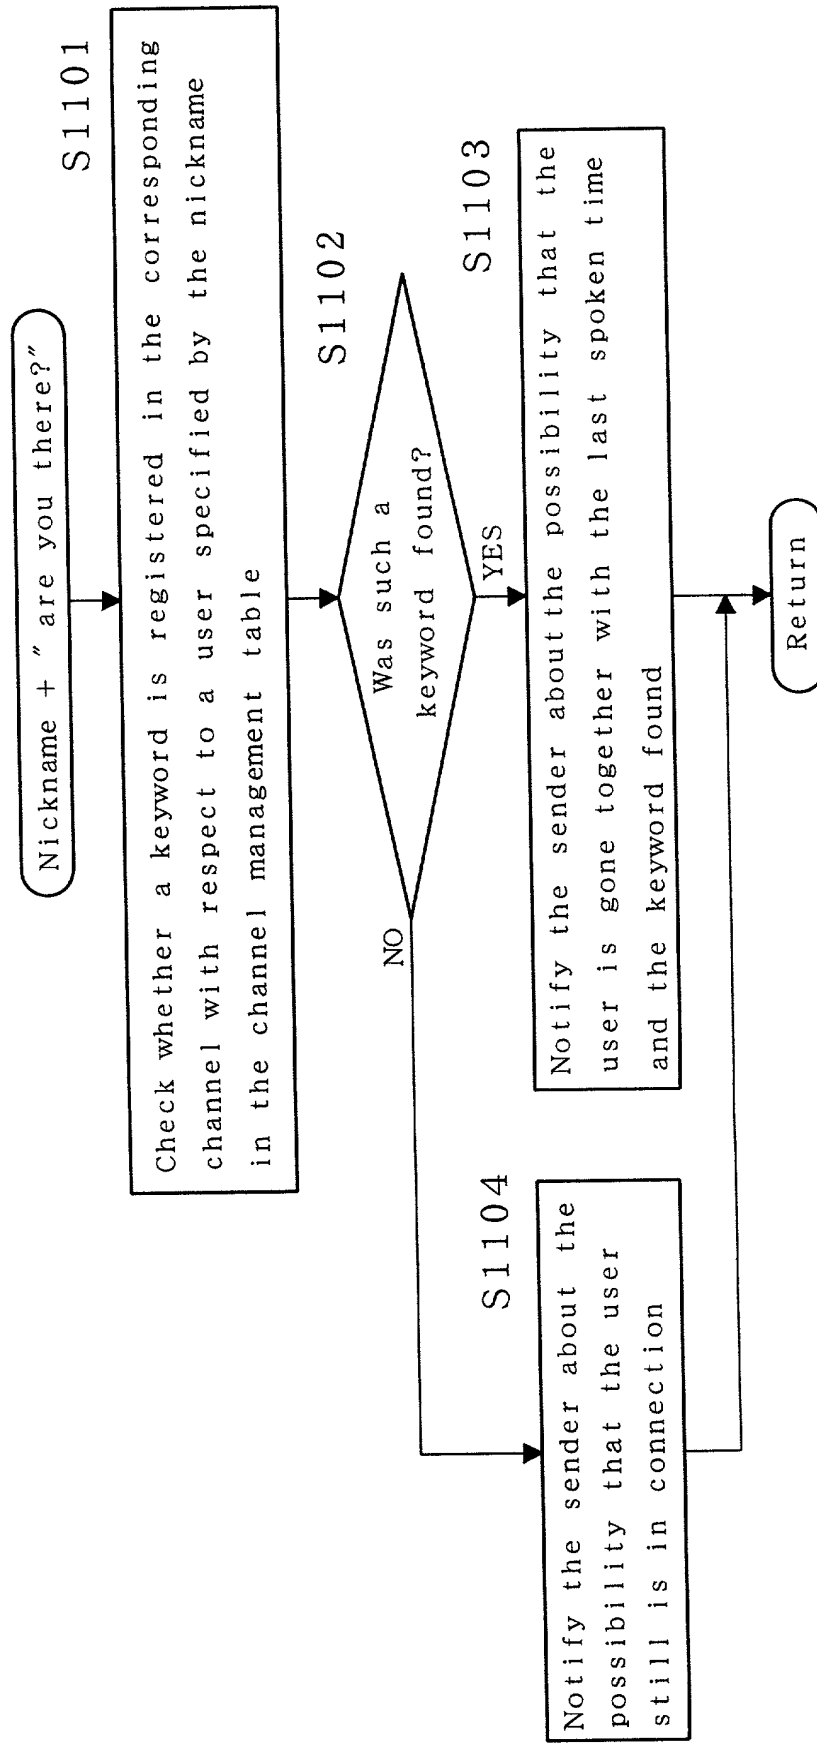 Nickname + " are you there?"
S1101
Check whether a keyword is registered in the corresponding
channel with respect to a user specified by the nickname
in the channel management table
S1102
Was such a
keyword found?
NO
YES
S1103
Notify the sender about the possibility that the
user is gone together with the last spoken time
and the keyword found
S1104
Notify the sender about the
possibility that the user
still is in connection
Return